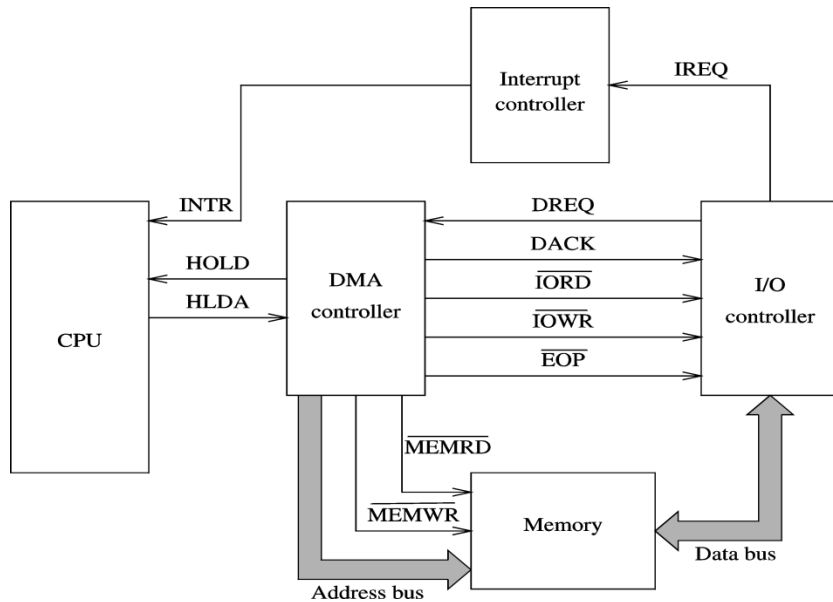 Interrupt
controller
IREQ
INTR
HOLD
HLDA
CPU
DMA
controller
DREQ
DACK
IORD
IOWR
EOP
I/O
controller
MEMRD
MEMWR
Memory
Address bus
Data bus